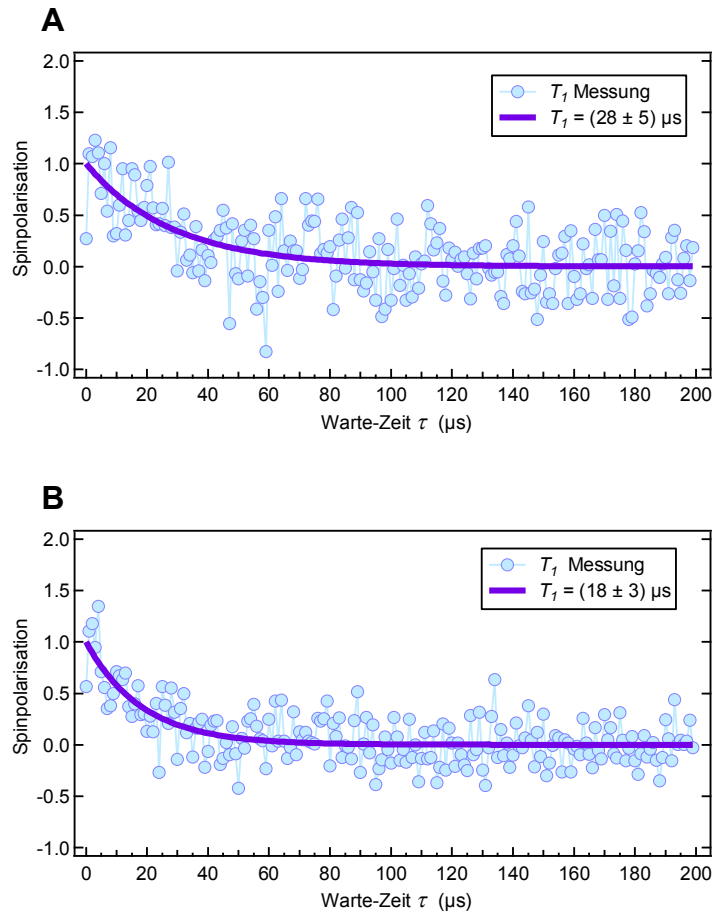 A
2.0
1.5
1.0
0.5
0.0
-0.5
-1.0
Spinpolarisation
T1 Messung
T1 = (28 ± 5) µs
0 20 40 60 80 100 120 140 160 180 200
Warte-Zeit τ (µs)
B
2.0
1.5
1.0
0.5
0.0
-0.5
-1.0
Spinpolarisation
T1 Messung
T1 = (18 ± 3) µs
0 20 40 60 80 100 120 140 160 180 200
Warte-Zeit τ (µs)